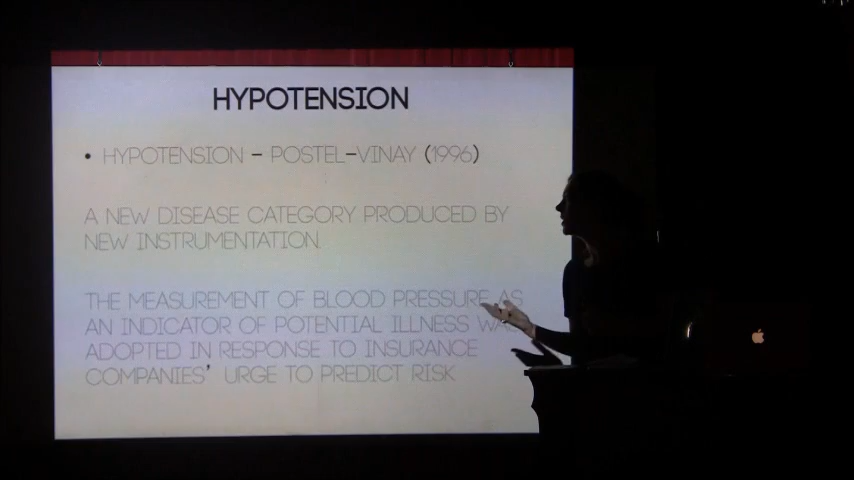 HYPOTENSION
• HYPOTENSION - POSTEL-VINAY (1996)
A NEW DISEASE CATEGORY PRODUCED BY
NEW INSTRUMENTATION.
THE MEASUREMENT OF BLOOD PRESSURE AS
AN INDICATOR OF POTENTIAL ILLNESS
ADOPTED IN RESPONSE TO INSURANCE
COMPANIES' URGE TO PREDICT RISK